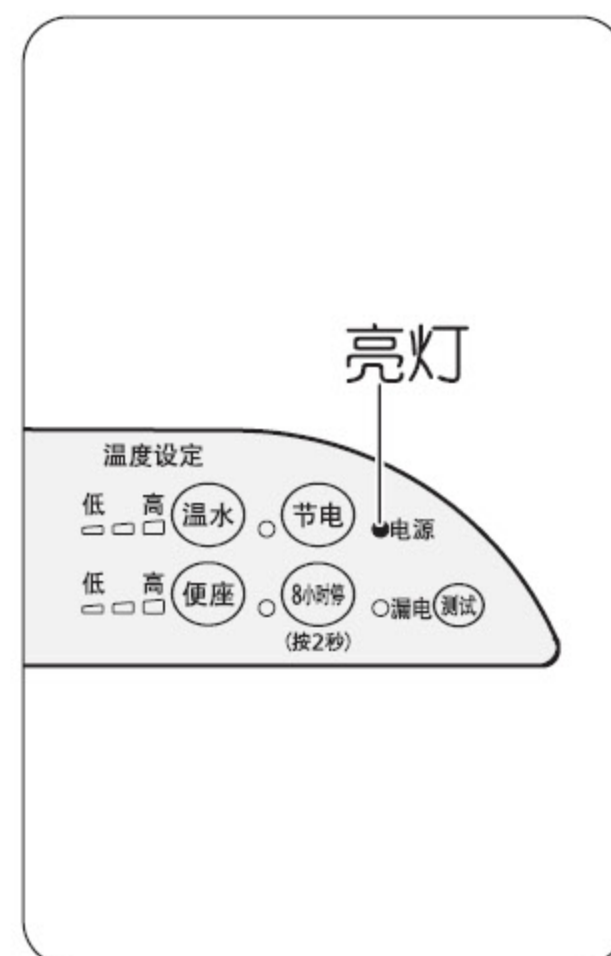 亮灯
温度设定
低 高 温水 节电 电源
低 高 便座 8小时停 漏电 测试
(按2秒)